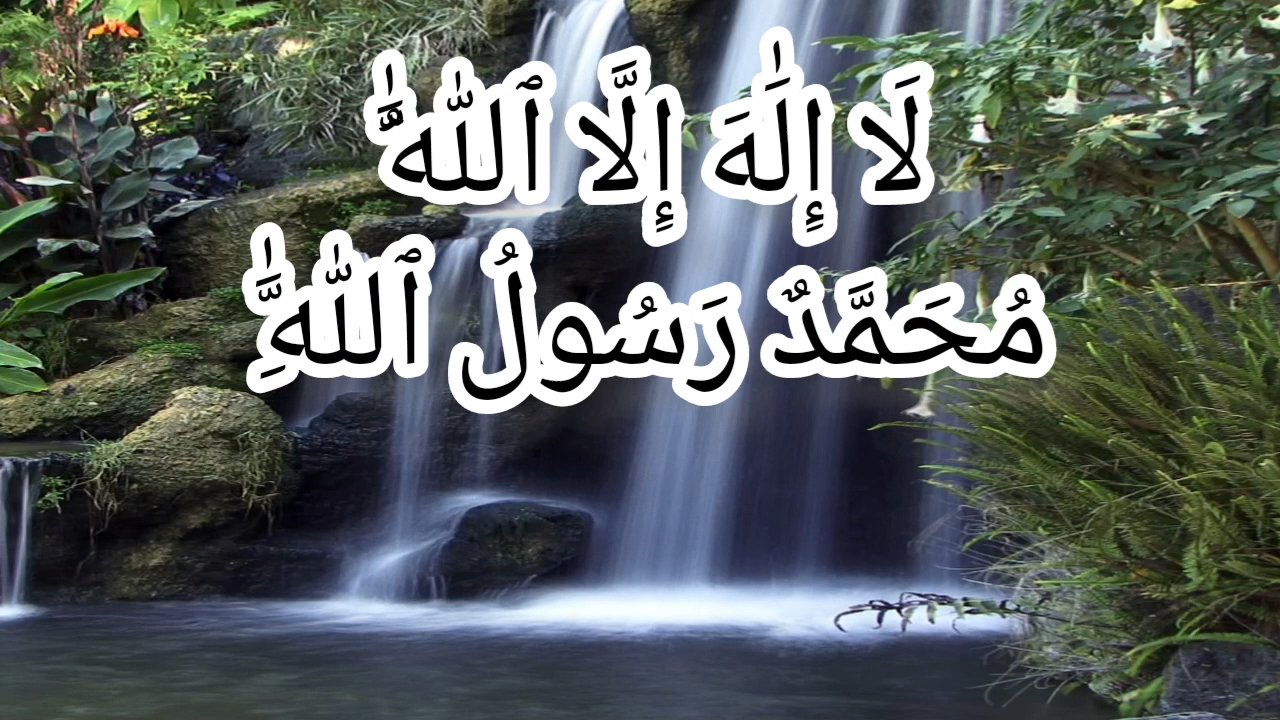 لَا إِلَٰهَ إِلَّا ٱللَّٰهُ
مُحَمَّدٌ رَسُولُ ٱللَّٰهِ